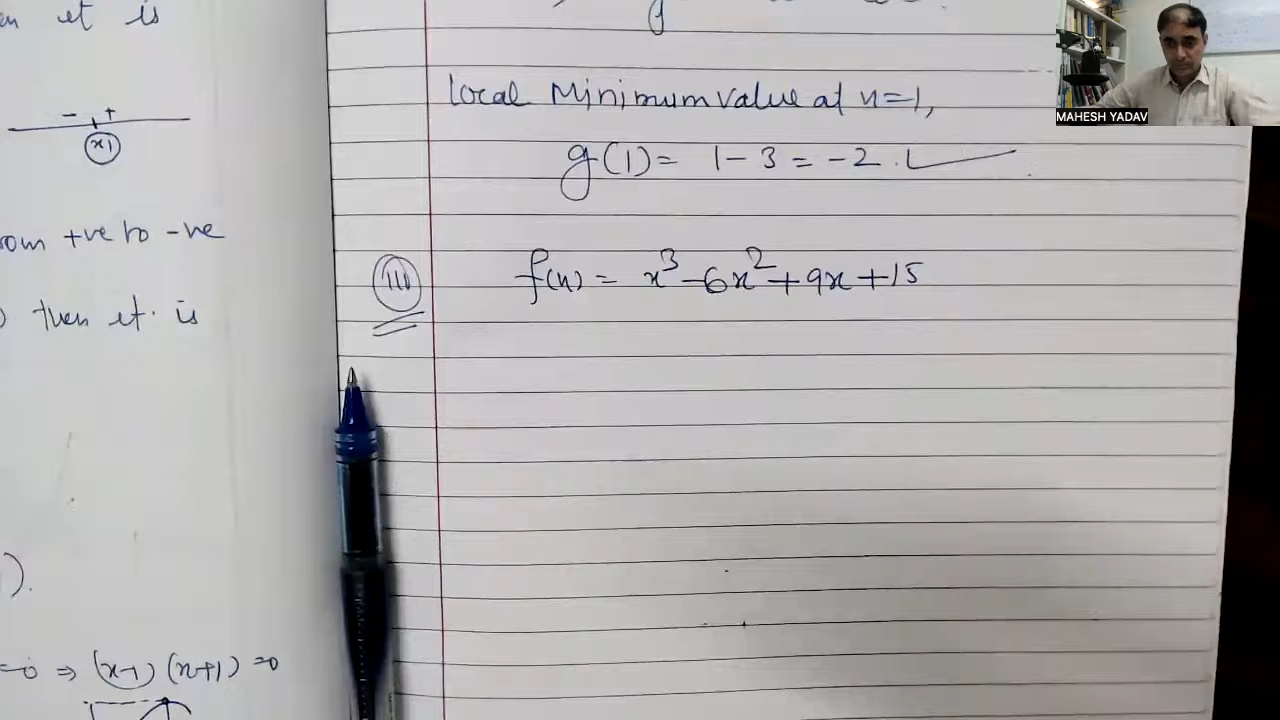 en it is
- +
x1
from +ve to -ve
) then it is
).
=0 ⇒ (x-1) (x+1) =0
g
local Minimum value at x=1,
g(1) = 1 - 3 = -2.
(III) f(x) = x³ - 6x² + 9x + 15
MAHESH YADAV